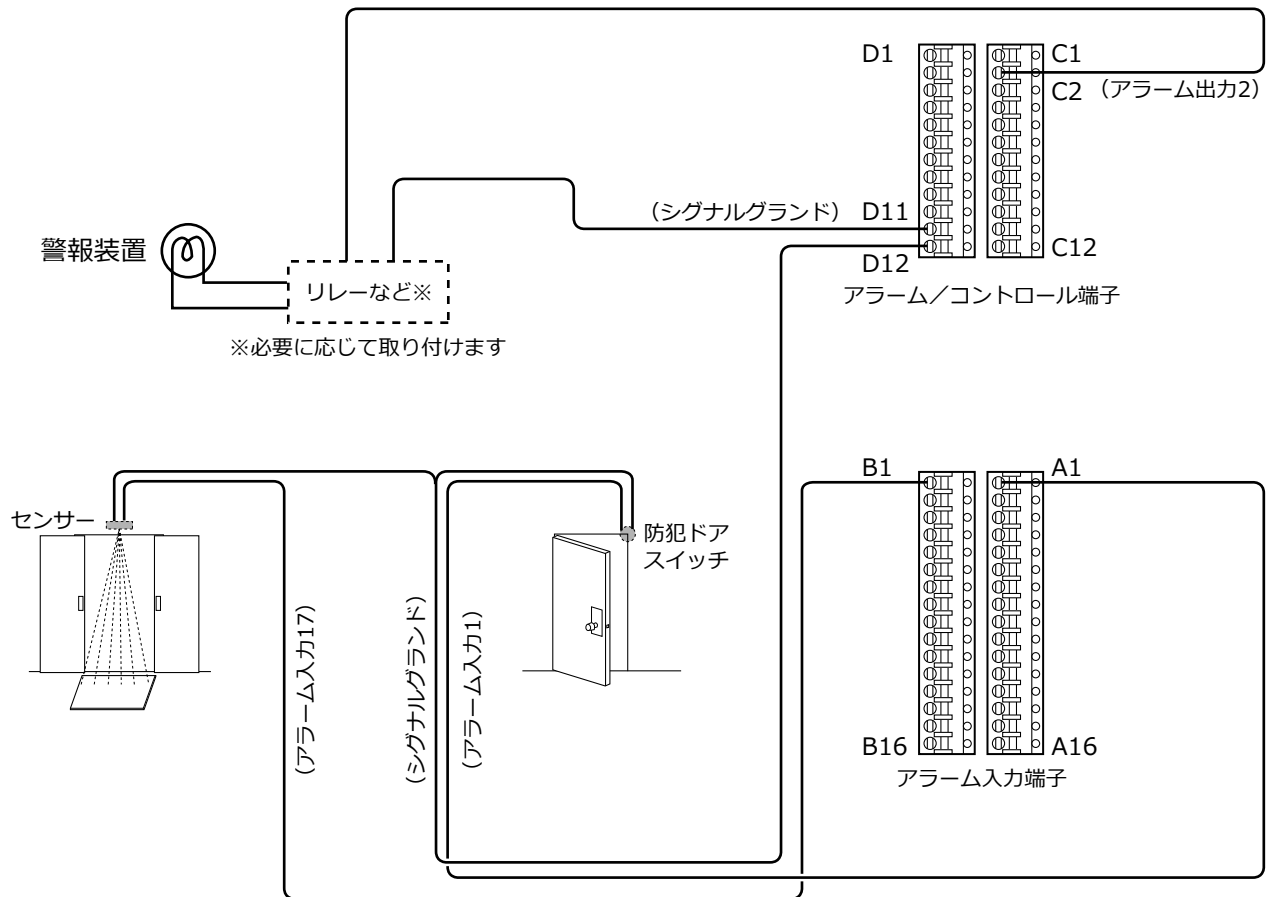 D1
C1
C2
（アラーム出力2）
（シグナルグランド）
D11
D12
C12
アラーム／コントロール端子
警報装置
リレーなど※
※必要に応じて取り付けます
B1
A1
センサー
防犯ドア
スイッチ
（アラーム入力17）
（シグナルグランド）
（アラーム入力1）
B16
A16
アラーム入力端子